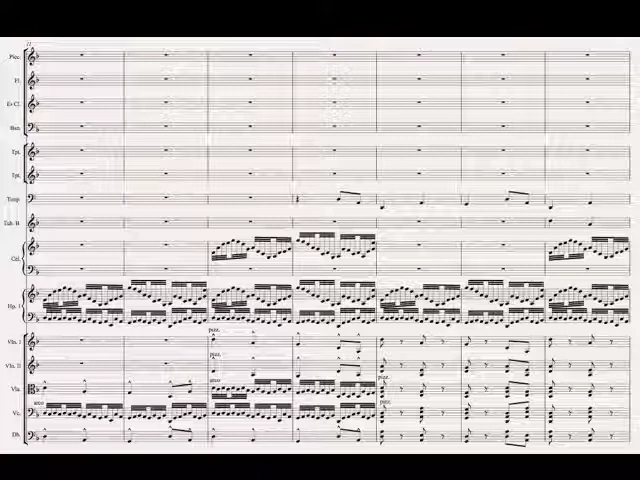 Picc.
Fl.
E♭ Cl.
Bsn.
Tpt.
Tpt.
Timp.
Tub. B.
Cel.
Hp. 1
pizz.
Vln. I
pizz.
Vln. II
arco
pizz.
Vla.
arco
pizz.
Vc.
Db.